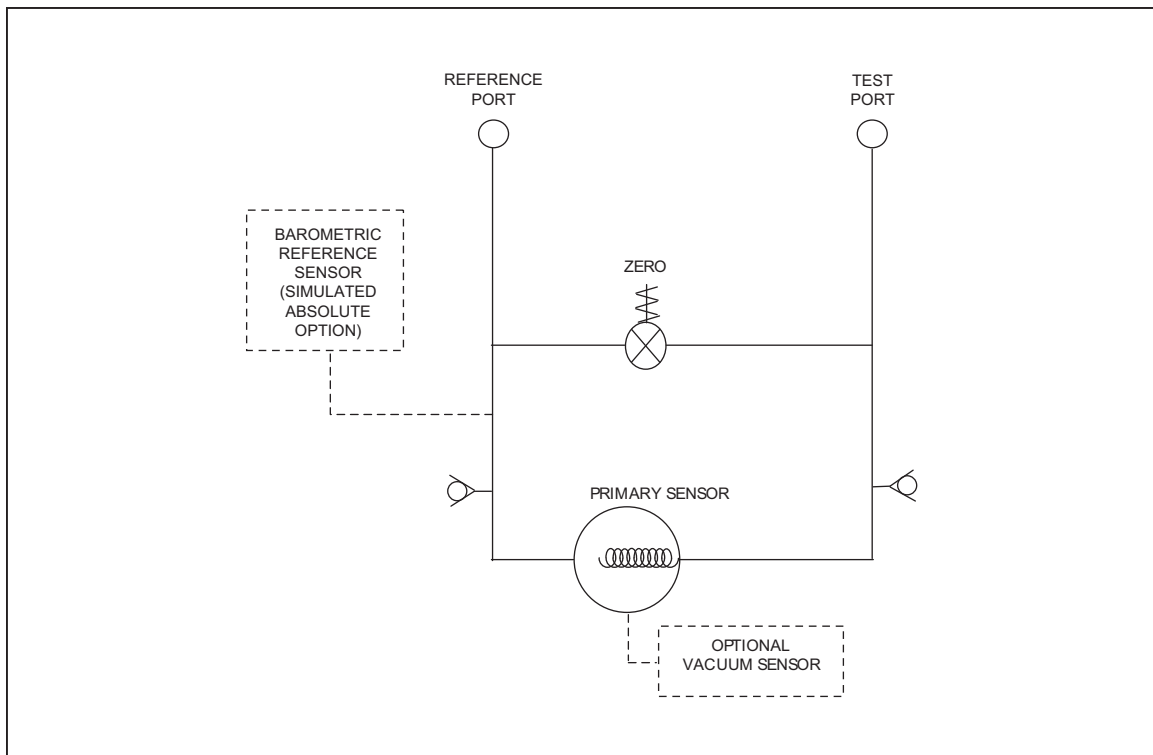 REFERENCE
PORT
TEST
PORT
BAROMETRIC
REFERENCE
SENSOR
(SIMULATED
ABSOLUTE
OPTION)
ZERO
PRIMARY SENSOR
OPTIONAL
VACUUM SENSOR